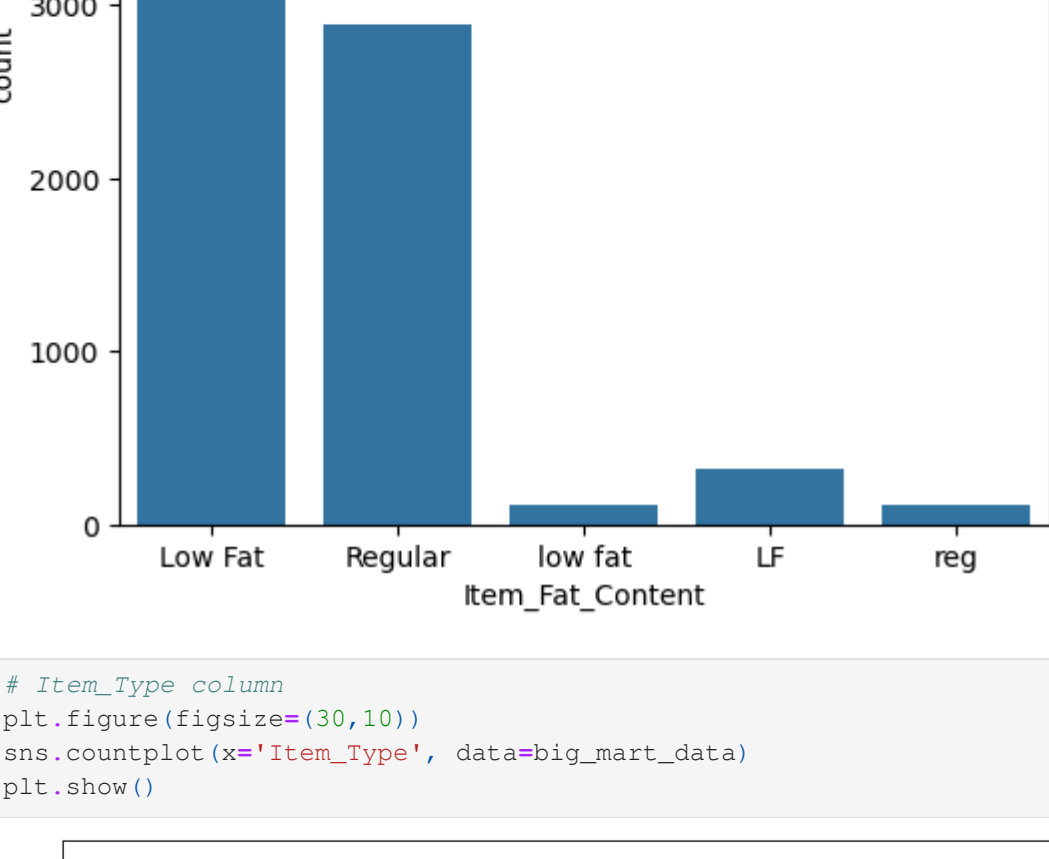 3000
count
2000
1000
0
Low Fat Regular low fat LF reg
Item_Fat_Content
# Item_Type column
plt.figure(figsize=(30,10))
sns.countplot(x='Item_Type', data=big_mart_data)
plt.show()